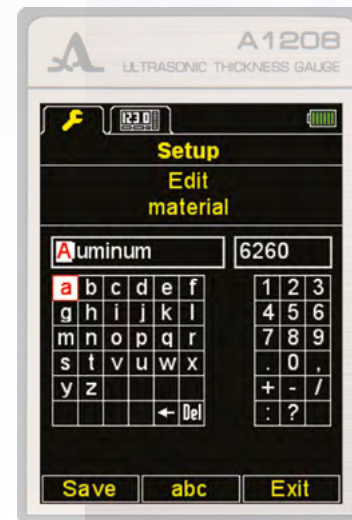 A1208
ULTRASONIC THICKNESS GAUGE
123.0
Setup
Edit
material
Aluminum 6260
a b c d e f 1 2 3
g h i j k l 4 5 6
m n o p q r 7 8 9
s t v u w x . 0 ,
y z + - /
← Del : ?
Save abc Exit